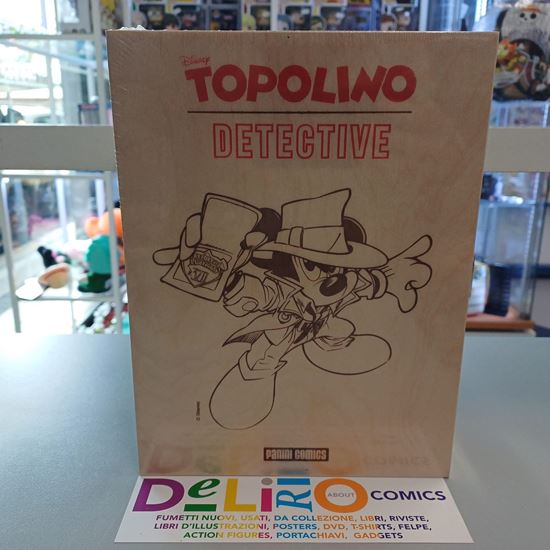 Disney
TOPOLINO
DETECTIVE
© Disney
PANINI COMICS
DeLiRiO
ABOUT
COMICS
FUMETTI NUOVI, USATI, DA COLLEZIONE, LIBRI, RIVISTE,
LIBRI D'ILLUSTRAZIONI, POSTERS, DVD, T-SHIRTS, FELPE,
ACTION FIGURES, PORTACHIAVI, GADGETS